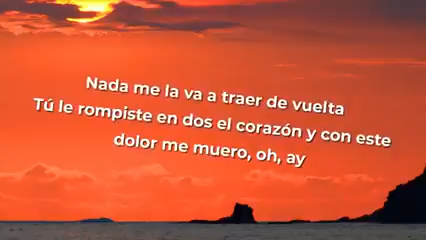 Nada me la va a traer de vuelta
Tú le rompiste en dos el corazón y con este
dolor me muero, oh, ay